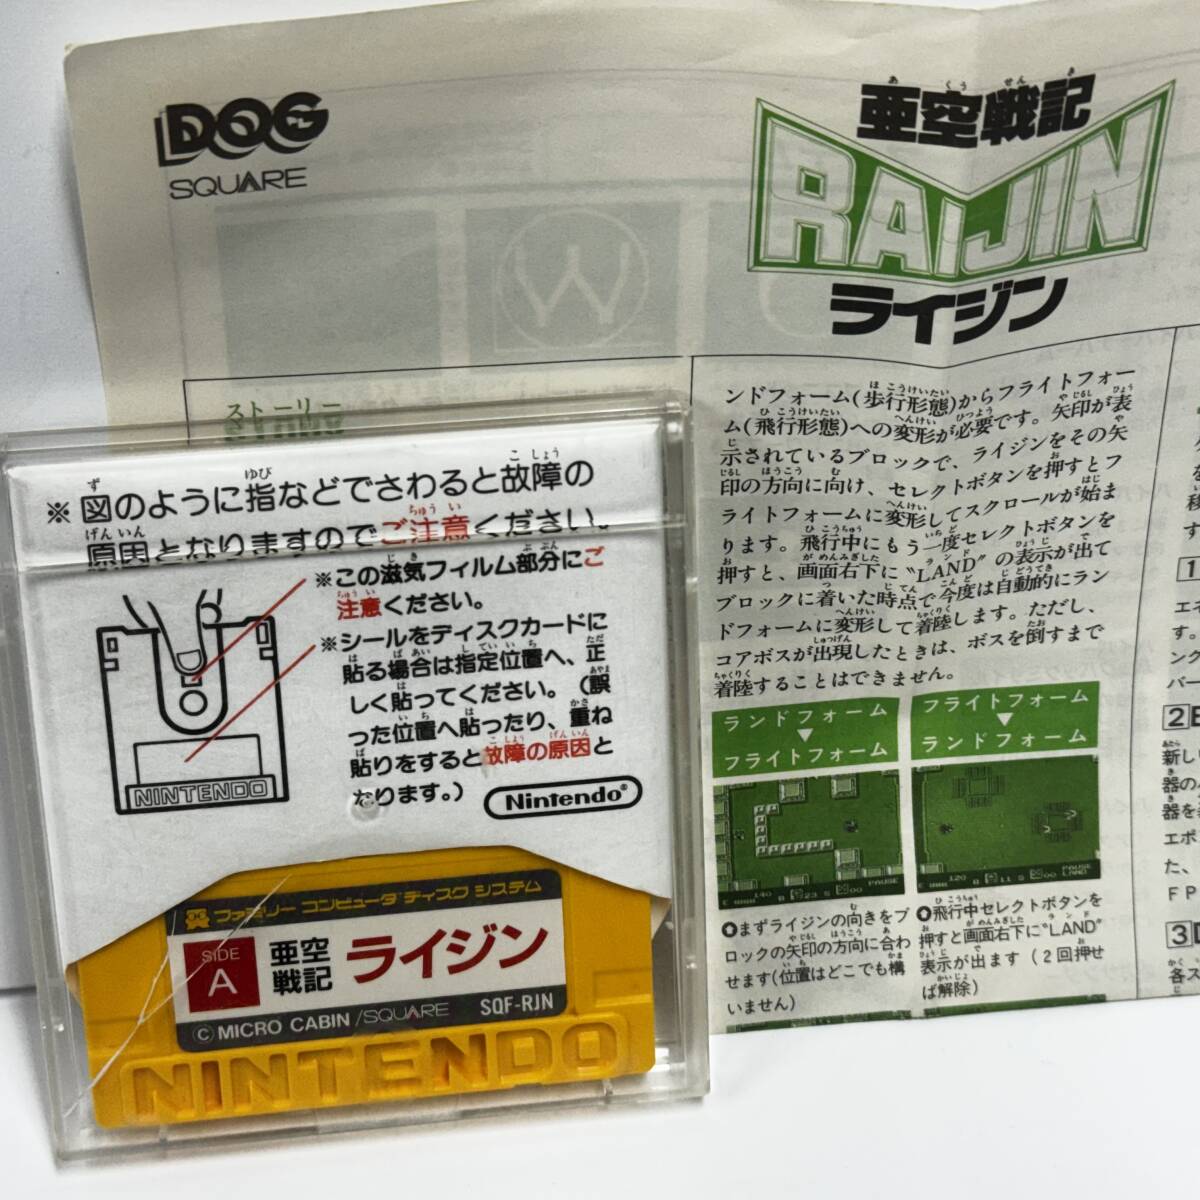 DOG
SQUARE
亜空戦記
RAIJIN
ライジン
ストーリー
ンドフォーム(歩行形態)からフライトフォー
ム(飛行形態)への変形が必要です。矢印が表
示されているブロックで、ライジンをその矢
印の方向に向け、セレクトボタンを押すとフ
ライトフォームに変形してスクロールが始ま
ります。飛行中にもう一度セレクトボタンを
押すと、画面右下に“LAND”の表示が出て
ブロックに着いた時点で今度は自動的にラン
ドフォームに変形して着陸します。ただし、
コアボスが出現したときは、ボスを倒すまで
着陸することはできません。
ランドフォーム
▼
フライトフォーム
フライトフォーム
▼
ランドフォーム
PAUSE
PAUSE
LAND
✪まずライジンの向きをブ
ロックの矢印の方向に合わ
せます(位置はどこでも構
いません)
✪飛行中セレクトボタンを
押すと画面右下に“LAND”
表示が出ます(2回押せ
ば解除)
※図のように指などでさわると故障の
原因となりますのでご注意ください。
※この磁気フィルム部分にご
注意ください。
※シールをディスクカードに
貼る場合は指定位置へ、正
しく貼ってください。(誤
った位置へ貼ったり、重ね
貼りをすると故障の原因と
なります。)
NINTENDO
Nintendo®
ファミリー コンピュータ ディスク システム
SIDE
A
亜空
戦記
ライジン
© MICRO CABIN/SQUARE SQF-RJN
NINTENDO